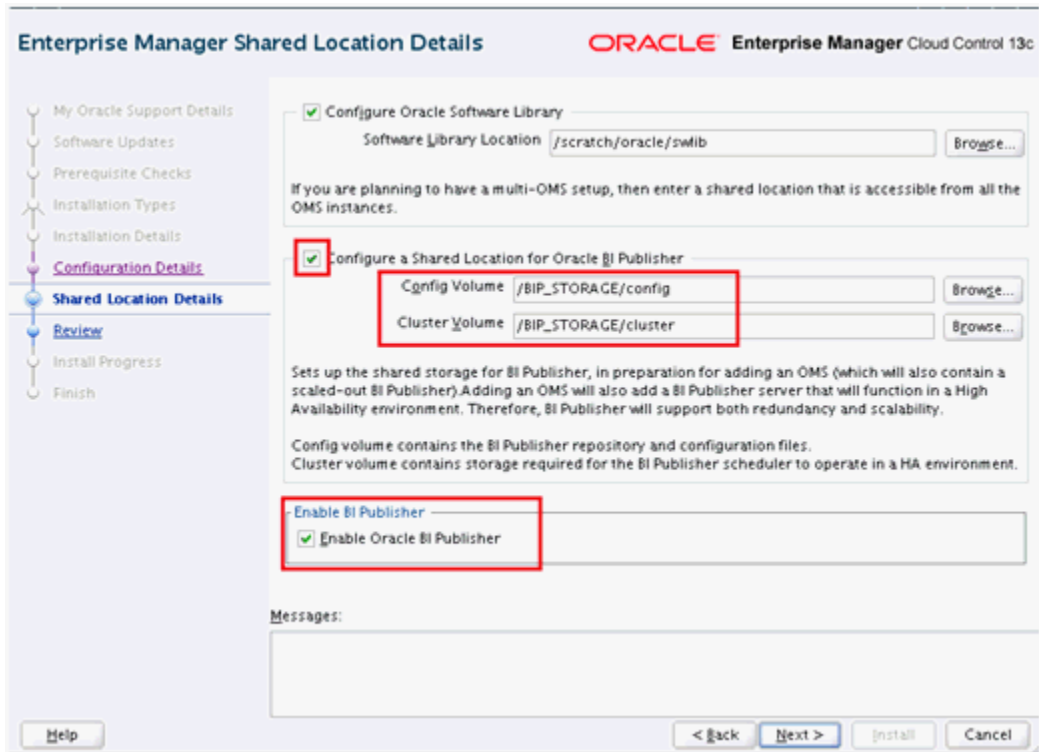 Enterprise Manager Shared Location Details
ORACLE Enterprise Manager Cloud Control 13c
My Oracle Support Details
Software Updates
Prerequisite Checks
Installation Types
Installation Details
Configuration Details
Shared Location Details
Review
Install Progress
Finish
Configure Oracle Software Library
Software Library Location /scratch/oracle/swlib Browse...
If you are planning to have a multi-OMS setup, then enter a shared location that is accessible from all the
OMS instances.
Configure a Shared Location for Oracle BI Publisher
Config Volume /BIP_STORAGE/config Browse...
Cluster Volume /BIP_STORAGE/cluster Browse...
Sets up the shared storage for BI Publisher, in preparation for adding an OMS (which will also contain a
scaled-out BI Publisher).Adding an OMS will also add a BI Publisher server that will function in a High
Availability environment. Therefore, BI Publisher will support both redundancy and scalability.
Config volume contains the BI Publisher repository and configuration files.
Cluster volume contains storage required for the BI Publisher scheduler to operate in a HA environment.
Enable BI Publisher
Enable Oracle BI Publisher
Messages:
Help
< Back Next > Install Cancel